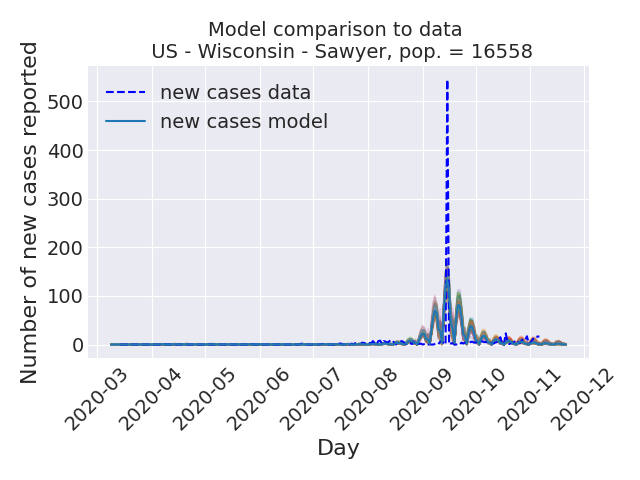 Model comparison to data
US - Wisconsin - Sawyer, pop. = 16558
Number of new cases reported
new cases data
new cases model
500
400
300
200
100
0
2020-03
2020-04
2020-05
2020-06
2020-07
2020-08
2020-09
2020-10
2020-11
2020-12
Day